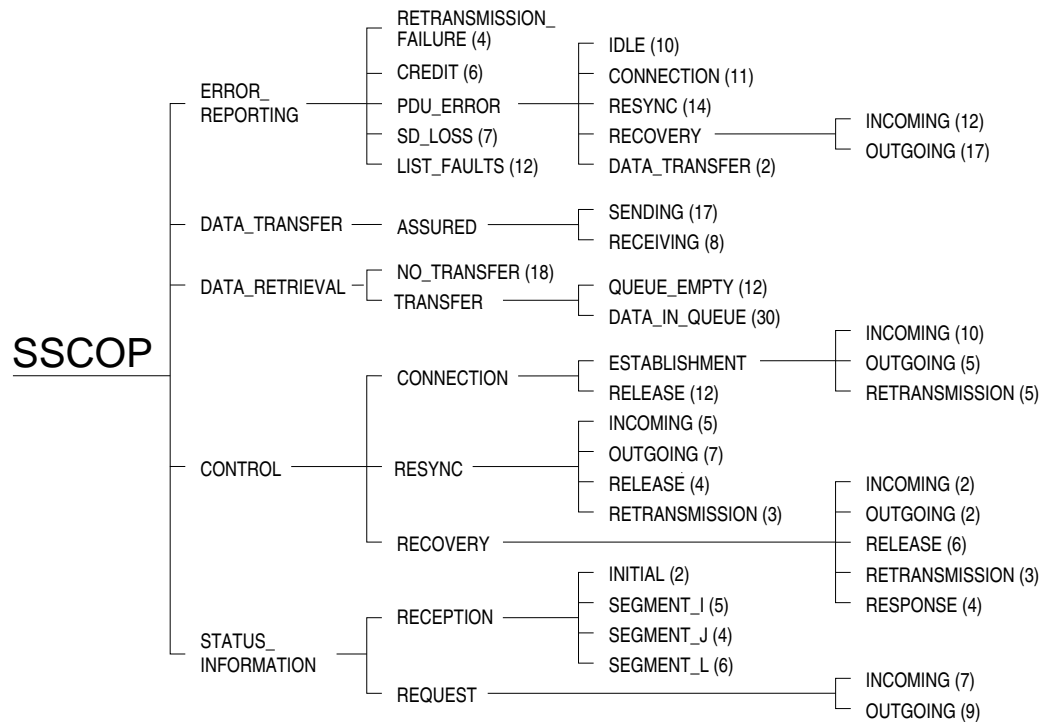 SSCOP
ERROR_
REPORTING
RETRANSMISSION_
FAILURE (4)
CREDIT (6)
PDU_ERROR
IDLE (10)
CONNECTION (11)
RESYNC (14)
RECOVERY
INCOMING (12)
OUTGOING (17)
DATA_TRANSFER (2)
SD_LOSS (7)
LIST_FAULTS (12)
DATA_TRANSFER
ASSURED
SENDING (17)
RECEIVING (8)
DATA_RETRIEVAL
NO_TRANSFER (18)
TRANSFER
QUEUE_EMPTY (12)
DATA_IN_QUEUE (30)
CONTROL
CONNECTION
ESTABLISHMENT
INCOMING (10)
OUTGOING (5)
RETRANSMISSION (5)
RELEASE (12)
RESYNC
INCOMING (5)
OUTGOING (7)
RELEASE (4)
RETRANSMISSION (3)
RECOVERY
INCOMING (2)
OUTGOING (2)
RELEASE (6)
RETRANSMISSION (3)
RESPONSE (4)
STATUS_
INFORMATION
RECEPTION
INITIAL (2)
SEGMENT_I (5)
SEGMENT_J (4)
SEGMENT_L (6)
REQUEST
INCOMING (7)
OUTGOING (9)